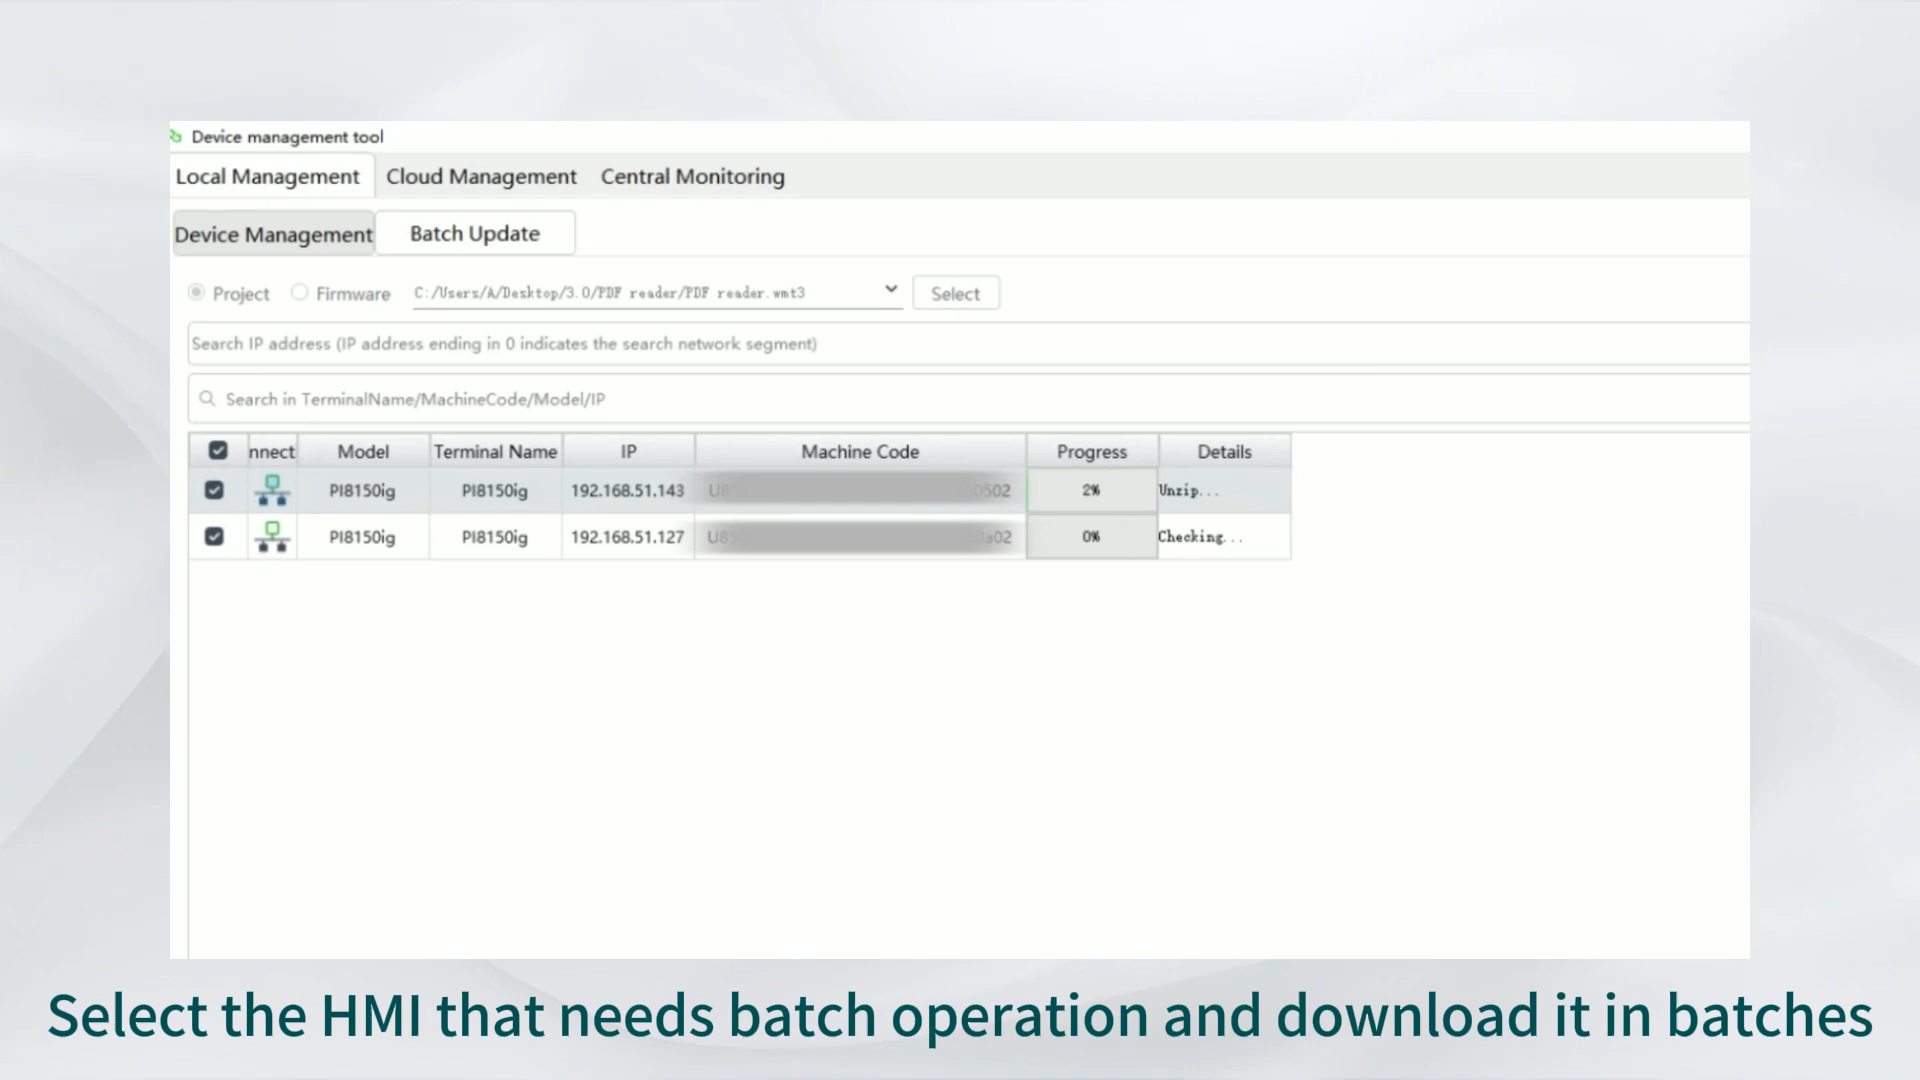 Device management tool
Local Management Cloud Management Central Monitoring
Device Management Batch Update
Project Firmware C:/Users/A/Desktop/3.0/PDF reader/PDF reader.wmt3 Select
Search IP address (IP address ending in 0 indicates the search network segment)
Search in TerminalName/MachineCode/Model/IP
nnect Model Terminal Name IP Machine Code Progress Details
PI8150ig PI8150ig 192.168.51.143 2% Unzip...
PI8150ig PI8150ig 192.168.51.127 0% Checking...
Select the HMI that needs batch operation and download it in batches